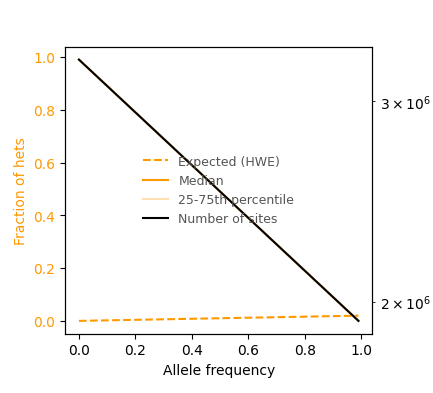 1.0
0.8
0.6
0.4
0.2
0.0
Fraction of hets
Expected (HWE)
Median
25-75th percentile
Number of sites
3 × 10⁶
2 × 10⁶
0.0 0.2 0.4 0.6 0.8 1.0
Allele frequency